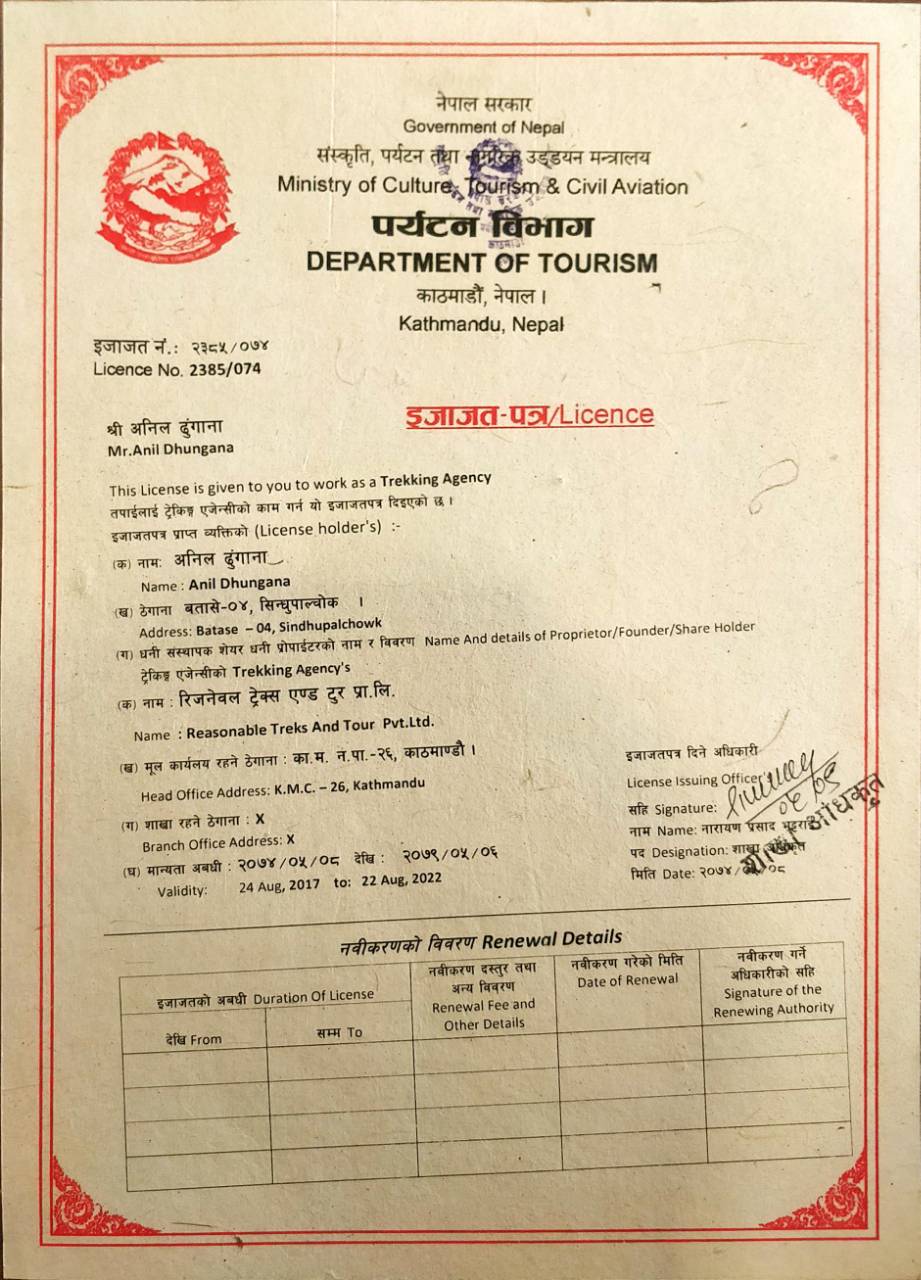 नेपाल सरकार
Government of Nepal
संस्कृति, पर्यटन तथा नागरिक उड्डयन मन्त्रालय
Ministry of Culture, Tourism & Civil Aviation
पर्यटन विभाग
DEPARTMENT OF TOURISM
काठमाडौं, नेपाल ।
Kathmandu, Nepal
इजाजत नं.: २३८५/०७४
Licence No. 2385/074
इजाजत-पत्र/Licence
श्री अनिल ढुंगाना
Mr.Anil Dhungana
This License is given to you to work as a Trekking Agency
तपाईलाई ट्रेकिङ्ग एजेन्सीको काम गर्न यो इजाजतपत्र दिइएको छ ।
इजाजतपत्र प्राप्त व्यक्तिको (License holder's) :-
(क) नाम: अनिल ढुंगाना
Name : Anil Dhungana
(ख) ठेगाना बतासे-०४, सिन्धुपाल्चोक ।
Address: Batase – 04, Sindhupalchowk
(ग) धनी संस्थापक शेयर धनी प्रोपाईटरको नाम र विवरण Name And details of Proprietor/Founder/Share Holder
ट्रेकिङ्ग एजेन्सीको Trekking Agency's
(क) नाम : रिजनेवल ट्रेक्स एण्ड टुर प्रा.लि.
Name : Reasonable Treks And Tour Pvt.Ltd.
(ख) मूल कार्यलय रहने ठेगाना : का.म. न.पा.-२६, काठमाण्डौ ।
Head Office Address: K.M.C. – 26, Kathmandu
(ग) शाखा रहने ठेगाना : X
Branch Office Address: X
(घ) मान्यता अबधी : २०७४/०५/०८ देखि : २०७९/०५/०६
Validity: 24 Aug, 2017 to: 22 Aug, 2022
इजाजतपत्र दिने अधिकारी
License Issuing Officer
सहि Signature:
नाम Name: नारायण प्रसाद भट्टराई
पद Designation: शाखा अधिकृत
मिति Date: २०७४/०५/०८
शाखा अधिकृत
नवीकरणको विवरण Renewal Details
इजाजतको अबधी Duration Of License
देखि From
सम्म To
नवीकरण दस्तुर तथा
अन्य विवरण
Renewal Fee and
Other Details
नवीकरण गरेको मिति
Date of Renewal
नवीकरण गर्ने
अधिकारीको सहि
Signature of the
Renewing Authority